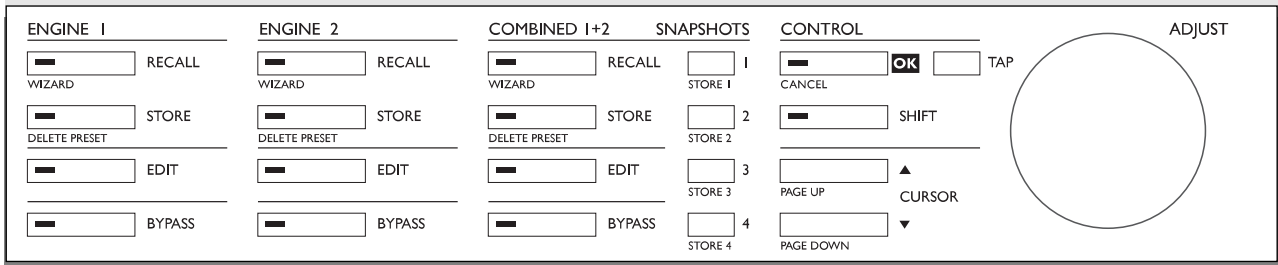 ENGINE 1 ENGINE 2 COMBINED 1+2 SNAPSHOTS CONTROL ADJUST
RECALL RECALL RECALL 1 OK TAP
WIZARD WIZARD WIZARD STORE 1 CANCEL
STORE STORE STORE 2 SHIFT
DELETE PRESET DELETE PRESET DELETE PRESET STORE 2
EDIT EDIT EDIT 3 ▲
STORE 3 PAGE UP
CURSOR
BYPASS BYPASS BYPASS 4 ▼
STORE 4 PAGE DOWN